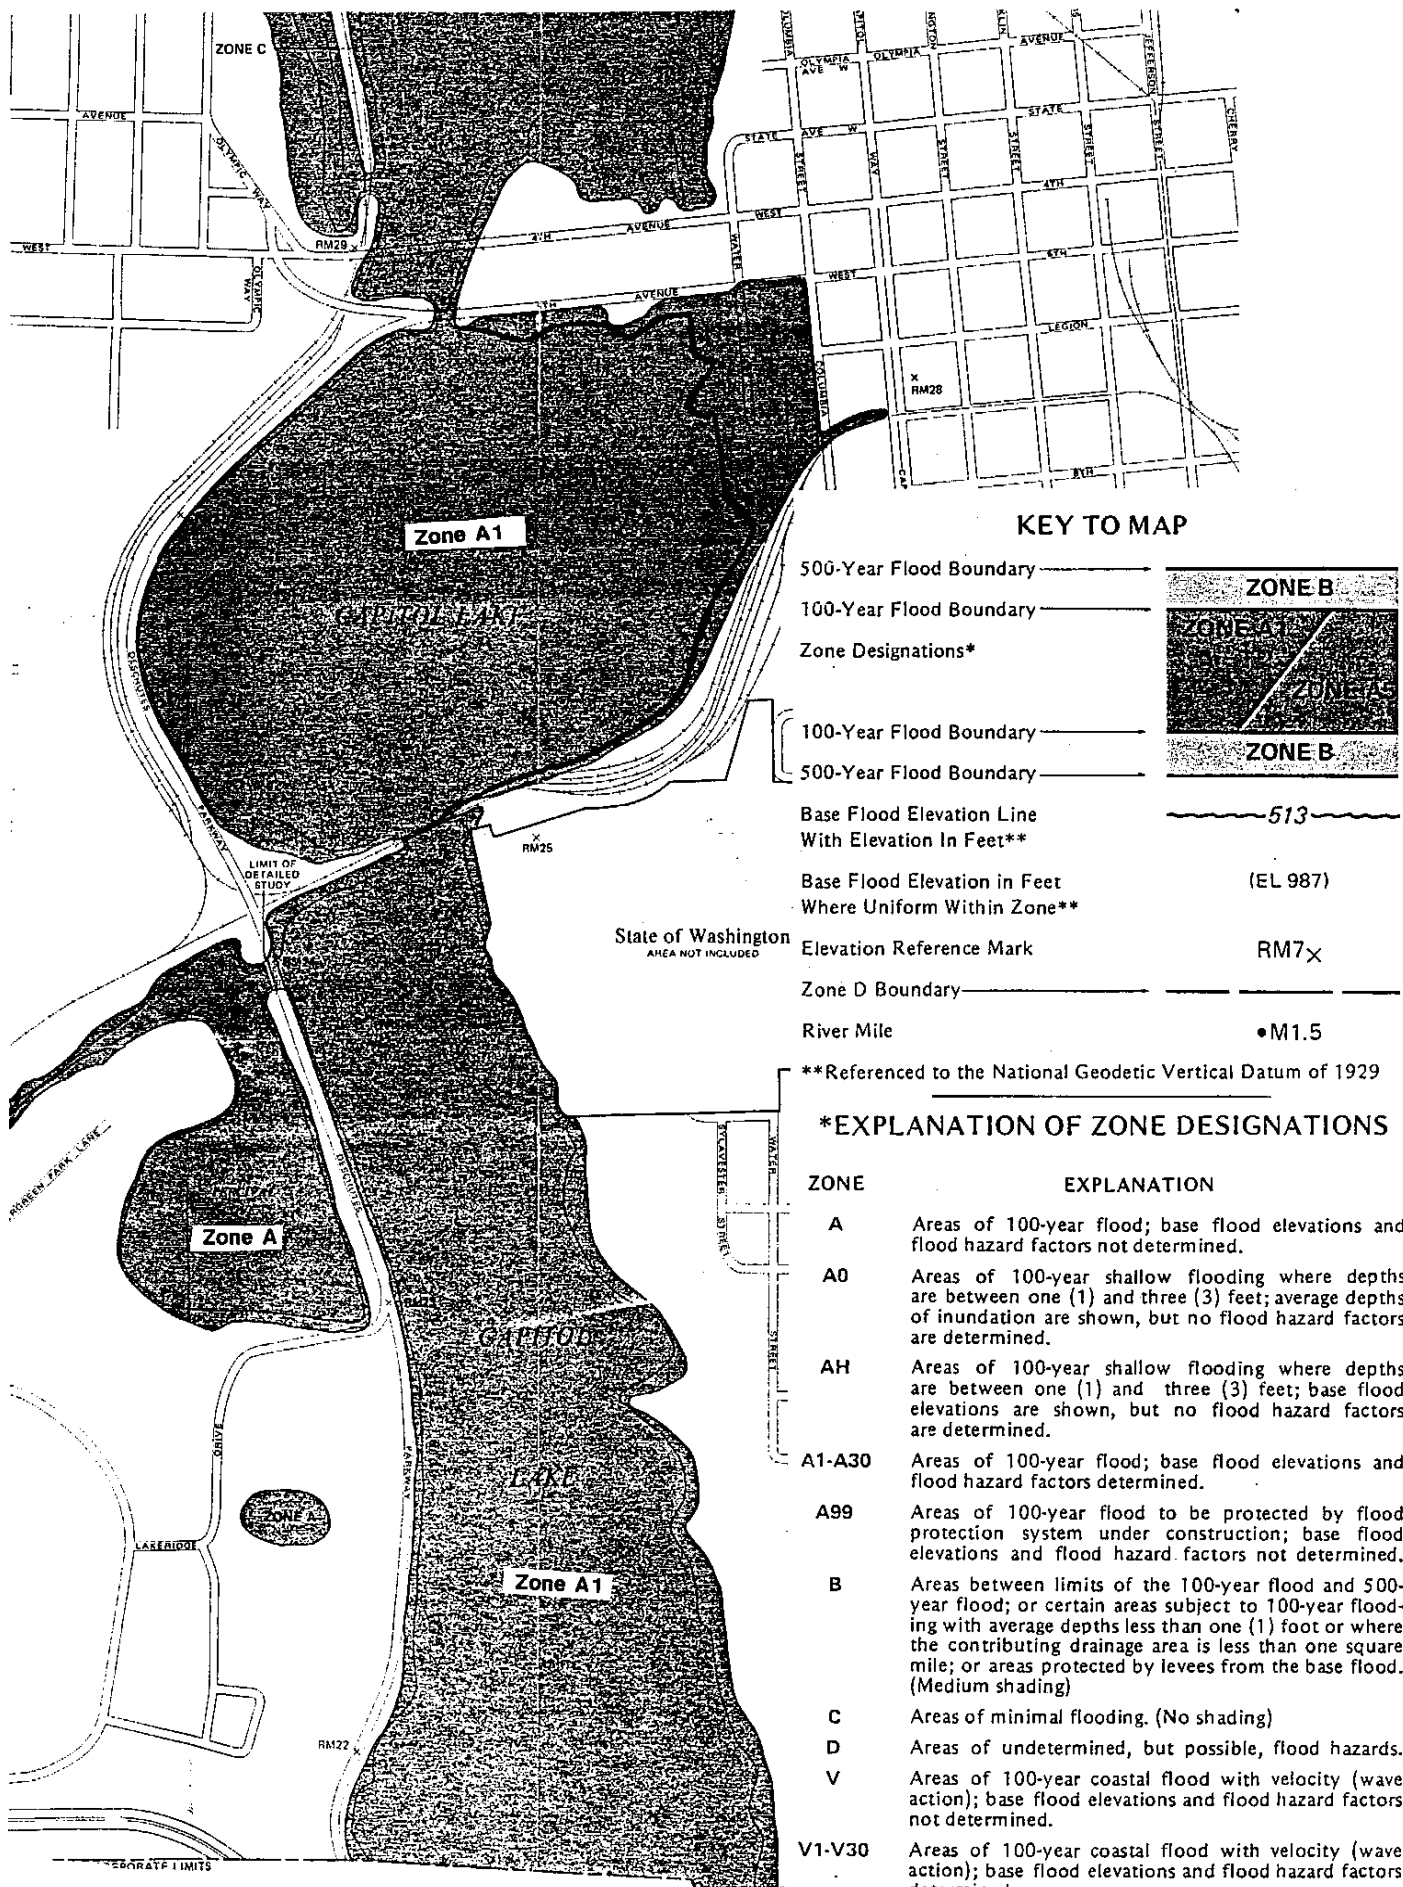 ZONE C
AVENUE
OLYMPIC WAY
WEST
OLYMPIC WAY
RM29
4TH AVENUE WEST
5TH AVENUE WEST
WATER
OLYMPIA AVE W
OLYMPIA AVENUE
STATE AVE W
STATE
STREET
WAY
STREET
STREET
STREET
STREET
JEFFERSON
CHERRY
4TH
5TH
LEGION
COLUMBIA
RM28
8TH
Zone A1
CAPITOL LAKE
DESCHUTES
PARKWAY
LIMIT OF
DETAILED
STUDY
RM25
State of Washington
AREA NOT INCLUDED
KEY TO MAP
500-Year Flood Boundary
ZONE B
100-Year Flood Boundary
ZONE A1
Zone Designations*
ZONE A5
100-Year Flood Boundary
ZONE B
500-Year Flood Boundary
Base Flood Elevation Line
With Elevation In Feet**
513
Base Flood Elevation in Feet
Where Uniform Within Zone**
(EL 987)
Elevation Reference Mark
RM7×
Zone D Boundary
River Mile
•M1.5
**Referenced to the National Geodetic Vertical Datum of 1929
*EXPLANATION OF ZONE DESIGNATIONS
ZONE EXPLANATION
A Areas of 100-year flood; base flood elevations and
flood hazard factors not determined.
A0 Areas of 100-year shallow flooding where depths
are between one (1) and three (3) feet; average depths
of inundation are shown, but no flood hazard factors
are determined.
AH Areas of 100-year shallow flooding where depths
are between one (1) and three (3) feet; base flood
elevations are shown, but no flood hazard factors
are determined.
A1-A30 Areas of 100-year flood; base flood elevations and
flood hazard factors determined.
A99 Areas of 100-year flood to be protected by flood
protection system under construction; base flood
elevations and flood hazard factors not determined.
B Areas between limits of the 100-year flood and 500-
year flood; or certain areas subject to 100-year flood-
ing with average depths less than one (1) foot or where
the contributing drainage area is less than one square
mile; or areas protected by levees from the base flood.
(Medium shading)
C Areas of minimal flooding. (No shading)
D Areas of undetermined, but possible, flood hazards.
V Areas of 100-year coastal flood with velocity (wave
action); base flood elevations and flood hazard factors
not determined.
V1-V30 Areas of 100-year coastal flood with velocity (wave
action); base flood elevations and flood hazard factors
SYLVESTER STREET
WATER
STREET
RGREEN PARK LANE
Zone A
DESCHUTES
CAPITOL
LAKE
PARKWAY
DRIVE
LAKERIDGE
ZONE A
Zone A1
RM22
CORPORATE LIMITS